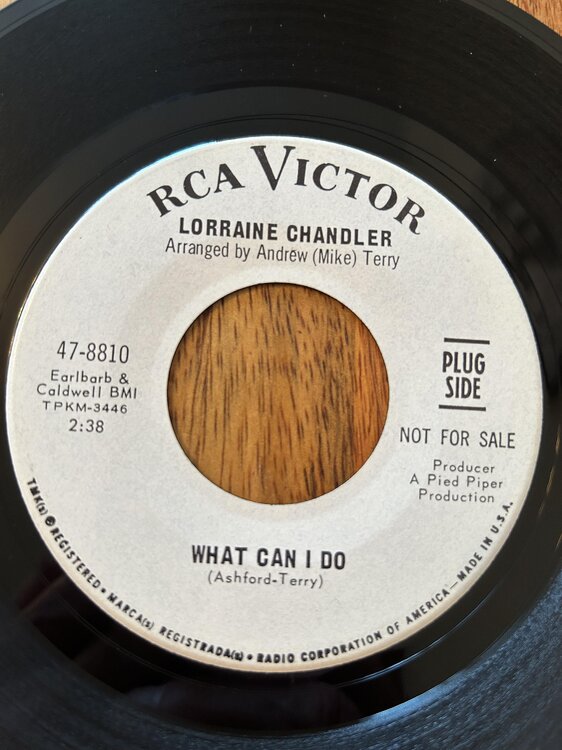 RCA VICTOR
LORRAINE CHANDLER
Arranged by Andrew (Mike) Terry
47-8810
Earlbarb &
Caldwell BMI
TPKM-3446
2:38
PLUG
SIDE
NOT FOR SALE
Producer
A Pied Piper
Production
WHAT CAN I DO
(Ashford-Terry)
TMK(s) ® REGISTERED • MARCA(s) REGISTRADA(s) • RADIO CORPORATION OF AMERICA — MADE IN U.S.A.